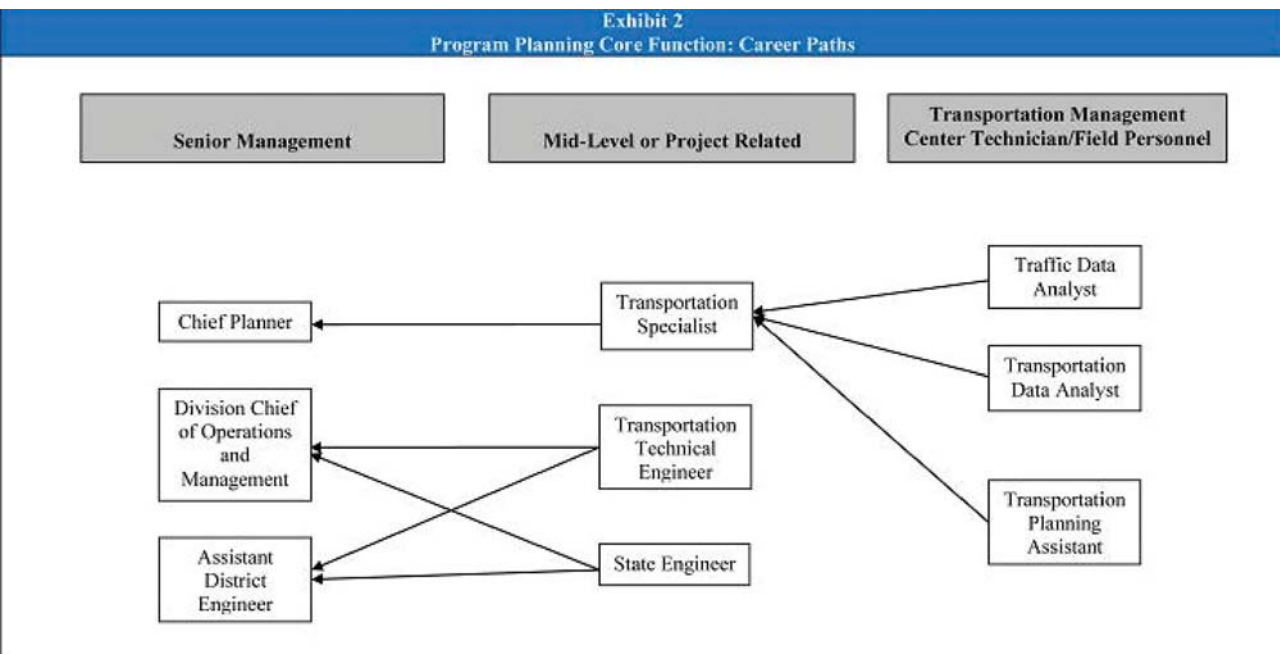 Exhibit 2
Program Planning Core Function: Career Paths
Senior Management
Mid-Level or Project Related
Transportation Management
Center Technician/Field Personnel
Chief Planner
Division Chief
of Operations
and
Management
Assistant
District
Engineer
Transportation
Specialist
Transportation
Technical
Engineer
State Engineer
Traffic Data
Analyst
Transportation
Data Analyst
Transportation
Planning
Assistant